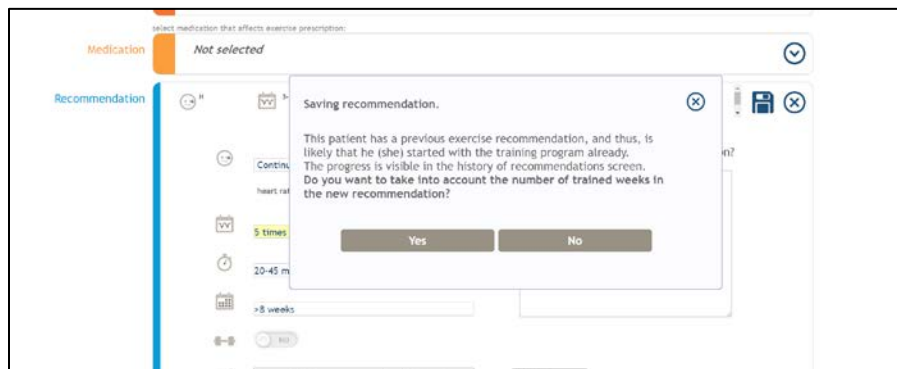 select medication that affects exercise prescription:
Medication
Not selected
Recommendation
Saving recommendation.
This patient has a previous exercise recommendation, and thus, is
likely that he (she) started with the training program already.
The progress is visible in the history of recommendations screen.
Do you want to take into account the number of trained weeks in
the new recommendation?
Yes
No
Continu
heart rat
5 times
20-45 m
>8 weeks
NO
n?